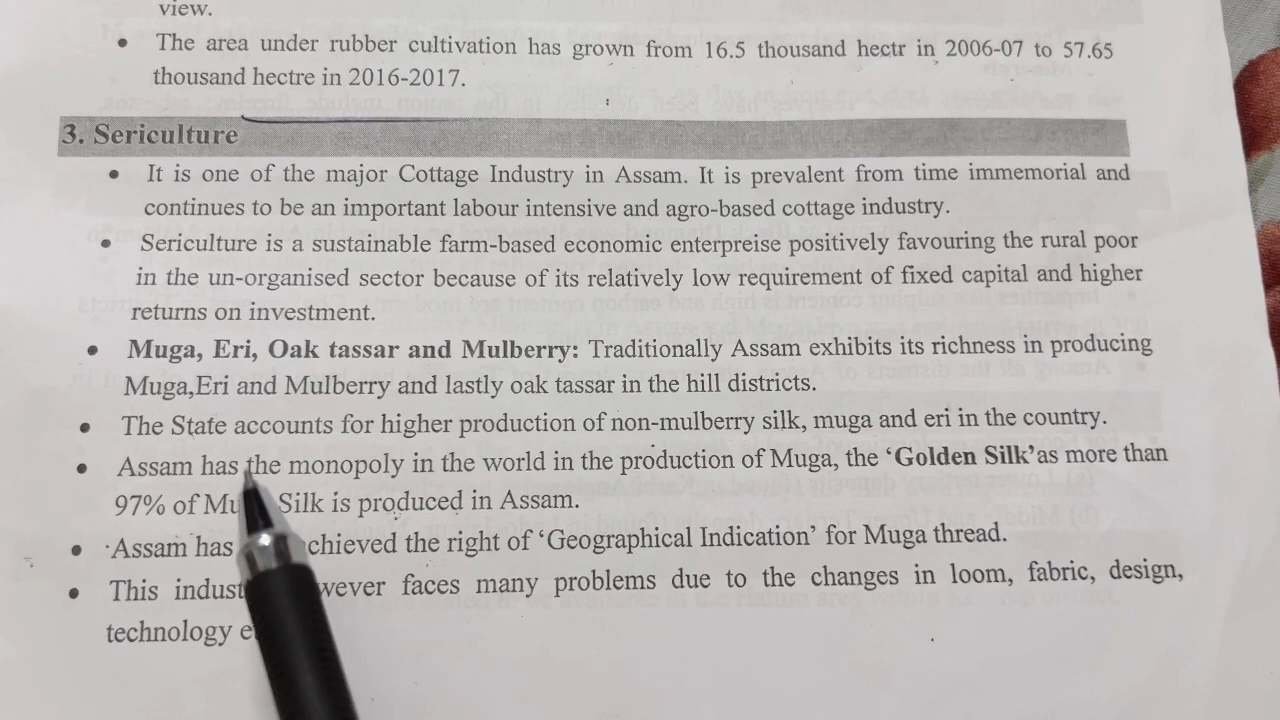 view.
• The area under rubber cultivation has grown from 16.5 thousand hectr in 2006-07 to 57.65
thousand hectre in 2016-2017.
3. Sericulture
• It is one of the major Cottage Industry in Assam. It is prevalent from time immemorial and
continues to be an important labour intensive and agro-based cottage industry.
• Sericulture is a sustainable farm-based economic enterpreise positively favouring the rural poor
in the un-organised sector because of its relatively low requirement of fixed capital and higher
returns on investment.
• Muga, Eri, Oak tassar and Mulberry: Traditionally Assam exhibits its richness in producing
Muga,Eri and Mulberry and lastly oak tassar in the hill districts.
• The State accounts for higher production of non-mulberry silk, muga and eri in the country.
• Assam has the monopoly in the world in the production of Muga, the ‘Golden Silk’as more than
97% of Silk is produced in Assam.
• Assam has achieved the right of ‘Geographical Indication’ for Muga thread.
• This faces many problems due to the changes in loom, fabric, design,
technology